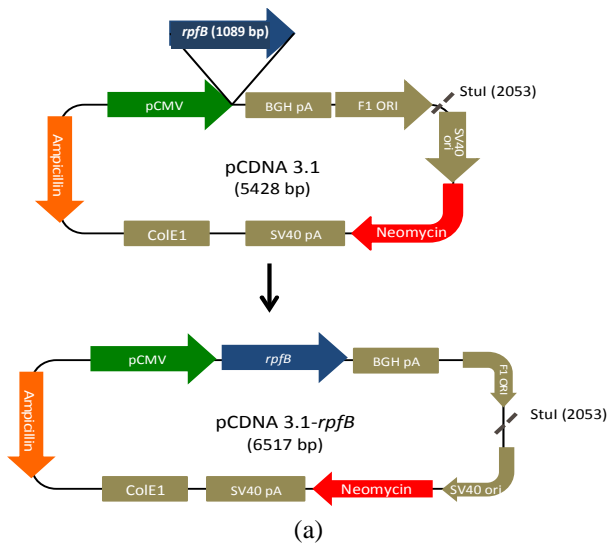 rpfB (1089 bp)
pCMV
BGH pA
F1 ORI
StuI (2053)
Ampicillin
SV40
ori
pCDNA 3.1
(5428 bp)
ColE1
SV40 pA
Neomycin
pCMV
rpfB
BGH pA
F1 ORI
StuI (2053)
Ampicillin
pCDNA 3.1-rpfB
(6517 bp)
ColE1
SV40 pA
Neomycin
SV40 ori
(a)